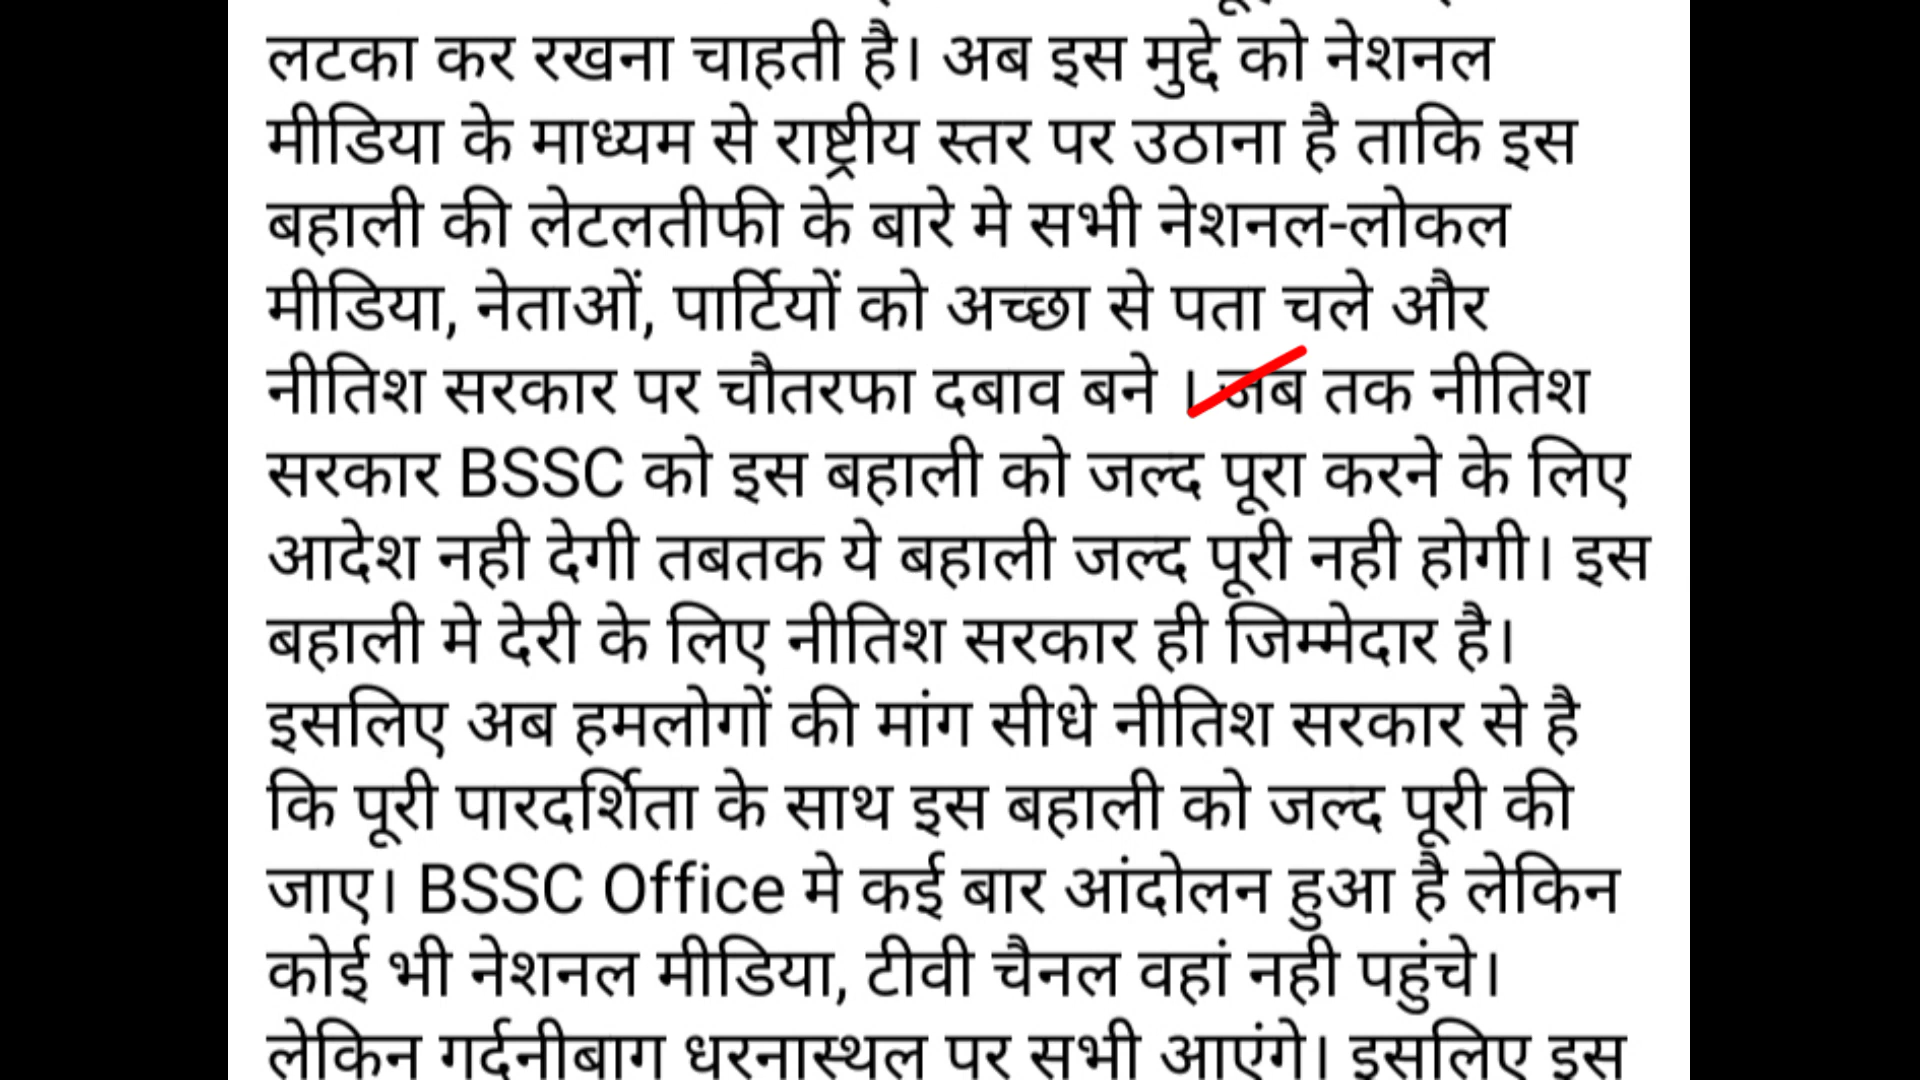 लटका कर रखना चाहती है। अब इस मुद्दे को नेशनल
मीडिया के माध्यम से राष्ट्रीय स्तर पर उठाना है ताकि इस
बहाली की लेटलतीफी के बारे मे सभी नेशनल-लोकल
मीडिया, नेताओं, पार्टियों को अच्छा से पता चले और
नीतिश सरकार पर चौतरफा दबाव बने । जब तक नीतिश
सरकार BSSC को इस बहाली को जल्द पूरा करने के लिए
आदेश नही देगी तबतक ये बहाली जल्द पूरी नही होगी। इस
बहाली मे देरी के लिए नीतिश सरकार ही जिम्मेदार है।
इसलिए अब हमलोगों की मांग सीधे नीतिश सरकार से है
कि पूरी पारदर्शिता के साथ इस बहाली को जल्द पूरी की
जाए। BSSC Office मे कई बार आंदोलन हुआ है लेकिन
कोई भी नेशनल मीडिया, टीवी चैनल वहां नही पहुंचे।
लेकिन गर्दनीबाग धरनास्थल पर सभी आएंगे। इसलिए इस